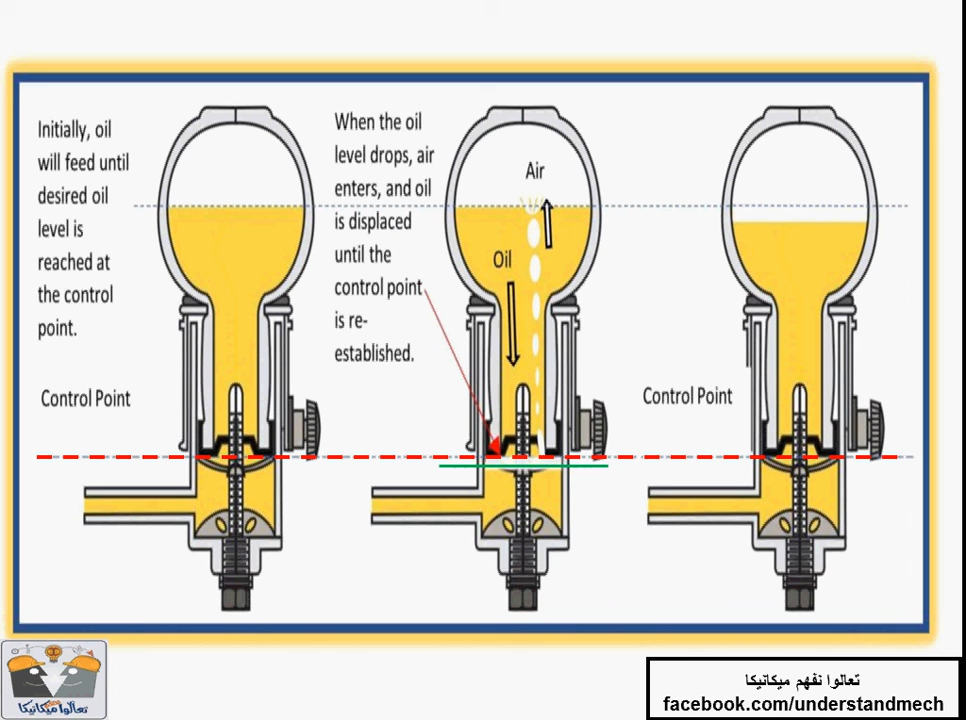 Initially, oil
will feed until
desired oil
level is
reached at
the control
point.
Control Point
When the oil
level drops, air
enters, and oil
is displaced
until the
control point
is re-
established.
Air
Oil
Control Point
تعالوا نفهم ميكانيكا
تعالوا نفهم ميكانيكا
facebook.com/understandmech